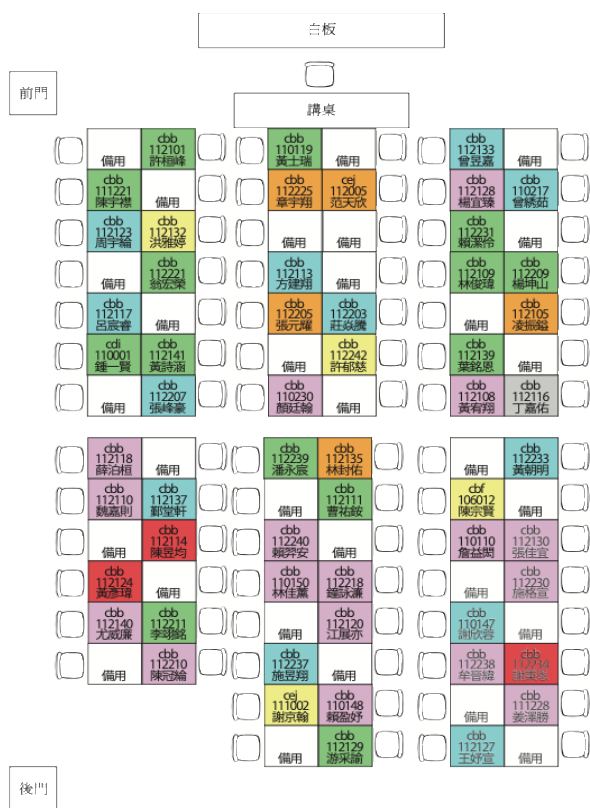 白板
前門
講桌
備用
cbb
112101
許桓峰
cbb
110119
黃士瑞
備用
cbb
112133
曾昱嘉
備用
cbb
111221
陳宇襟
備用
cbb
112225
章宇翔
cej
112005
范天欣
cbb
112128
楊宜臻
cbb
110217
曾綉茹
cbb
112123
周宇綸
cbb
112132
洪雅婷
備用
備用
cbb
112231
賴潔伶
備用
備用
cbb
112221
翁宏榮
cbb
112113
方建翔
備用
cbb
112109
林俊瑋
cbb
112209
楊坤山
cbb
112117
呂宸睿
備用
cbb
112205
張元耀
cbb
112203
莊焱騰
備用
cbb
112105
凌振鎰
cdi
110001
鍾一賢
cbb
112141
黃詩涵
備用
cbb
112242
許郁慈
cbb
112139
葉銘恩
備用
備用
cbb
112207
張峰豪
cbb
110230
顏廷翰
備用
cbb
112108
黃宥翔
cbb
112116
丁嘉佑
cbb
112118
薛泊桓
備用
cbb
112239
潘永宸
cbb
112135
林封佑
備用
cbb
112233
黃朝明
cbb
112110
魏嘉則
cbb
112137
鄞堂軒
備用
cbb
112111
曹祐銨
cbf
106012
陳宗賢
備用
備用
cbb
112114
陳昱均
cbb
112240
賴羿安
備用
cbb
110110
詹益閎
cbb
112130
張佳宜
cbb
112124
黃彥瑋
備用
cbb
110150
林佳薰
cbb
112218
鐘詠濂
備用
cbb
112230
施格宣
cbb
112140
尤威廉
cbb
112211
李翊銘
備用
cbb
112120
江展亦
cbb
110147
謝欣蓉
備用
備用
cbb
112210
陳冠綸
cbb
112237
施昱翔
備用
cbb
112238
牟晉緯
cbb
112234
cej
111002
謝京翰
cbb
110148
賴盈妤
備用
cbb
111228
姜澤勝
備用
cbb
112129
游采諭
cbb
112127
王妤宣
備用
後門